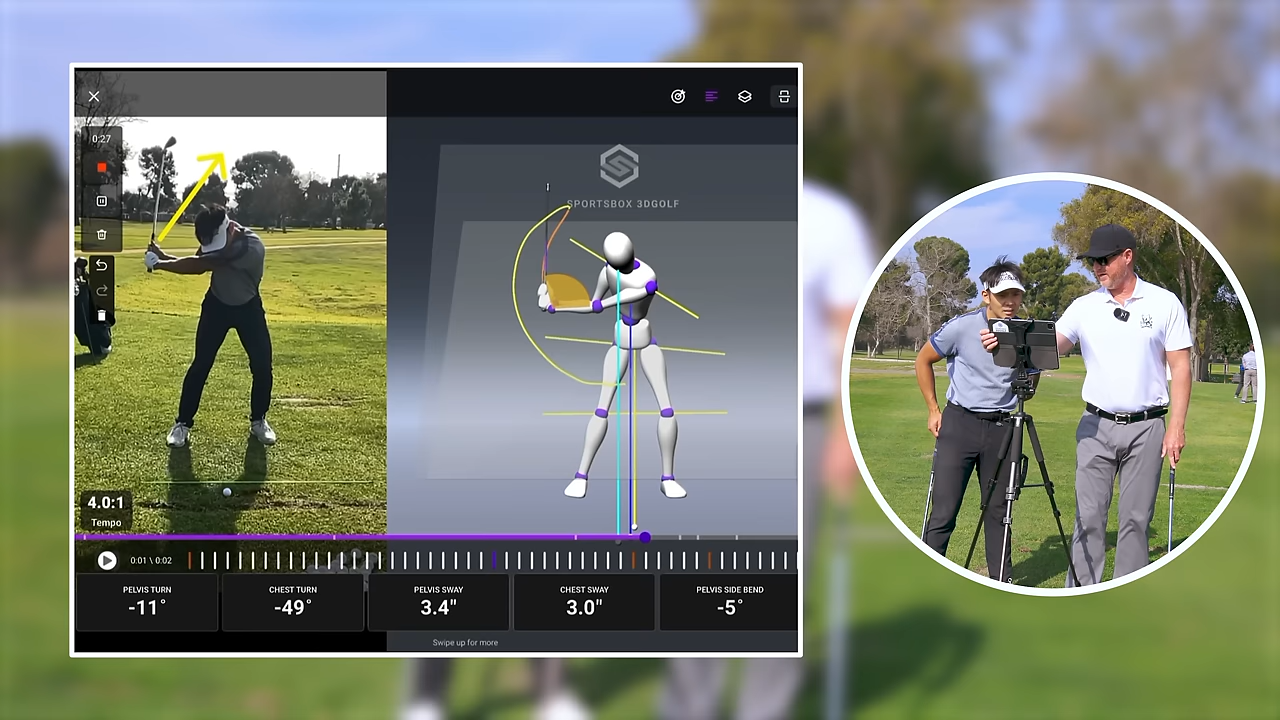 0:27
SPORTSBOX 3DGOLF
4.0:1
Tempo
0:01 \ 0:02
PELVIS TURN
-11°
CHEST TURN
-49°
PELVIS SWAY
3.4"
CHEST SWAY
3.0"
PELVIS SIDE BEND
-5°
Swipe up for more